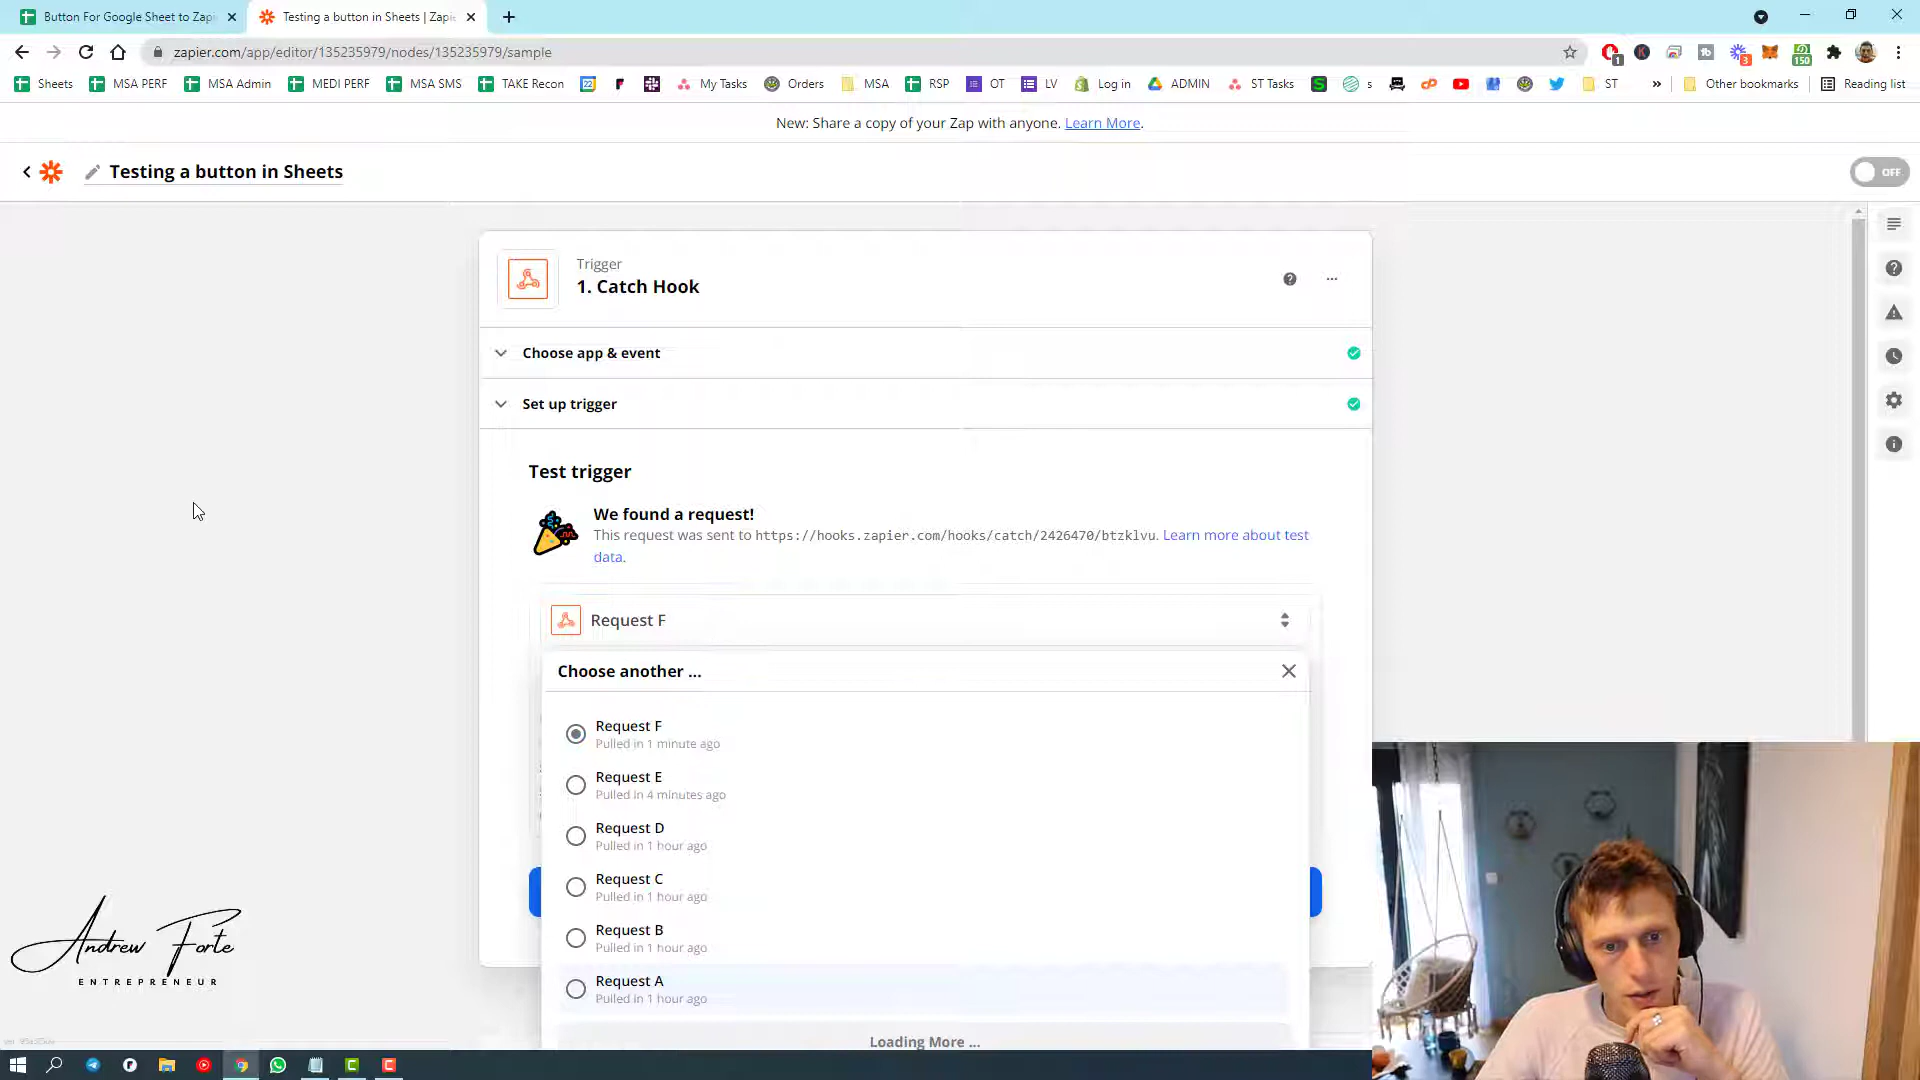 Button For Google Sheet to Zapi
Testing a button in Sheets | Zapie
zapier.com/app/editor/135235979/nodes/135235979/sample
Sheets
MSA PERF
MSA Admin
MEDI PERF
MSA SMS
TAKE Recon
My Tasks
Orders
MSA
RSP
OT
LV
Log in
ADMIN
ST Tasks
s
ST
Other bookmarks
Reading list
New: Share a copy of your Zap with anyone. Learn More.
Testing a button in Sheets
OFF
Trigger
1. Catch Hook
Choose app & event
Set up trigger
Test trigger
We found a request!
This request was sent to https://hooks.zapier.com/hooks/catch/2426470/btzklvu. Learn more about test
data.
Request F
Choose another ...
Request F
Pulled in 1 minute ago
Request E
Pulled in 4 minutes ago
Request D
Pulled in 1 hour ago
Request C
Pulled in 1 hour ago
Request B
Pulled in 1 hour ago
Request A
Pulled in 1 hour ago
Loading More ...
Andrew Forte
ENTREPRENEUR